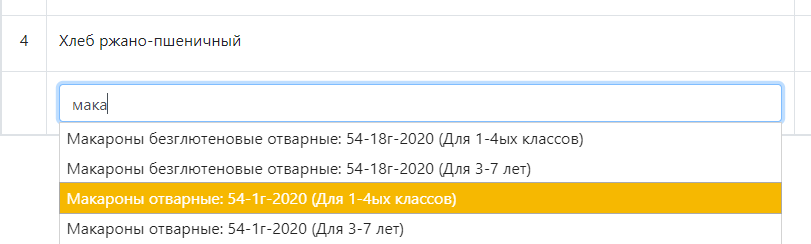 4 Хлеб ржано-пшеничный
мака
Макароны безглютеновые отварные: 54-18г-2020 (Для 1-4ых классов)
Макароны безглютеновые отварные: 54-18г-2020 (Для 3-7 лет)
Макароны отварные: 54-1г-2020 (Для 1-4ых классов)
Макароны отварные: 54-1г-2020 (Для 3-7 лет)